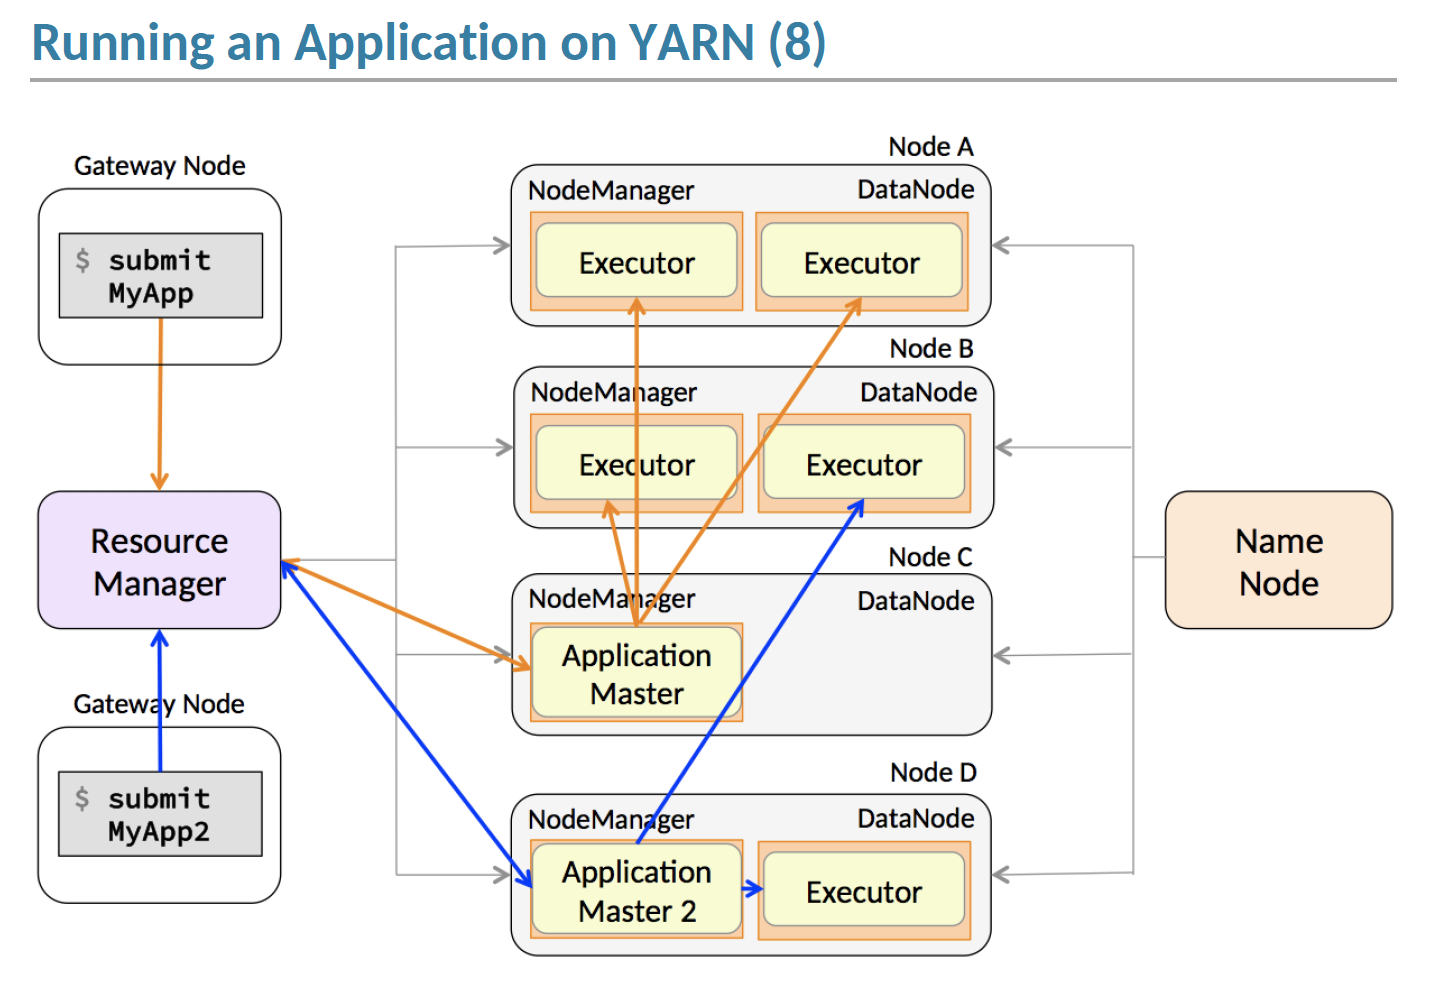 Running an Application on YARN (8)
Gateway Node
$ submit
MyApp
Resource
Manager
Gateway Node
$ submit
MyApp2
Node A
NodeManager DataNode
Executor Executor
Node B
NodeManager DataNode
Executor Executor
Node C
NodeManager DataNode
Application
Master
Node D
NodeManager DataNode
Application
Master 2
Executor
Name
Node